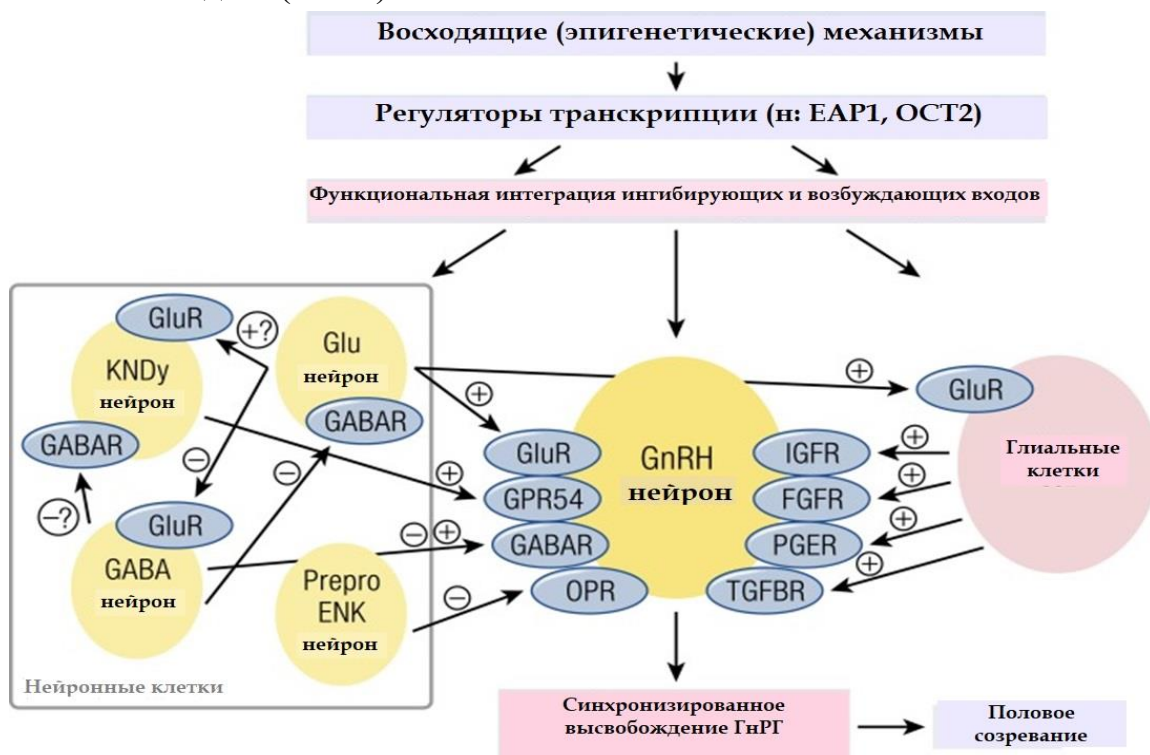 Восходящие (эпигенетические) механизмы
Регуляторы транскрипции (н: EAP1, OCT2)
Функциональная интеграция ингибирующих и возбуждающих входов
GluR
+?
KNDy
нейрон
GABAR
−?
GluR
GABA
нейрон
−
−
Glu
нейрон
GABAR
Prepro
ENK
нейрон
Нейронные клетки
+
+
− +
−
GluR
GPR54
GABAR
OPR
GnRH
нейрон
IGFR
FGFR
PGER
TGFBR
+
+
+
+
+
GluR
Глиальные
клетки
Синхронизированное
высвобождение ГнРГ
Половое
созревание